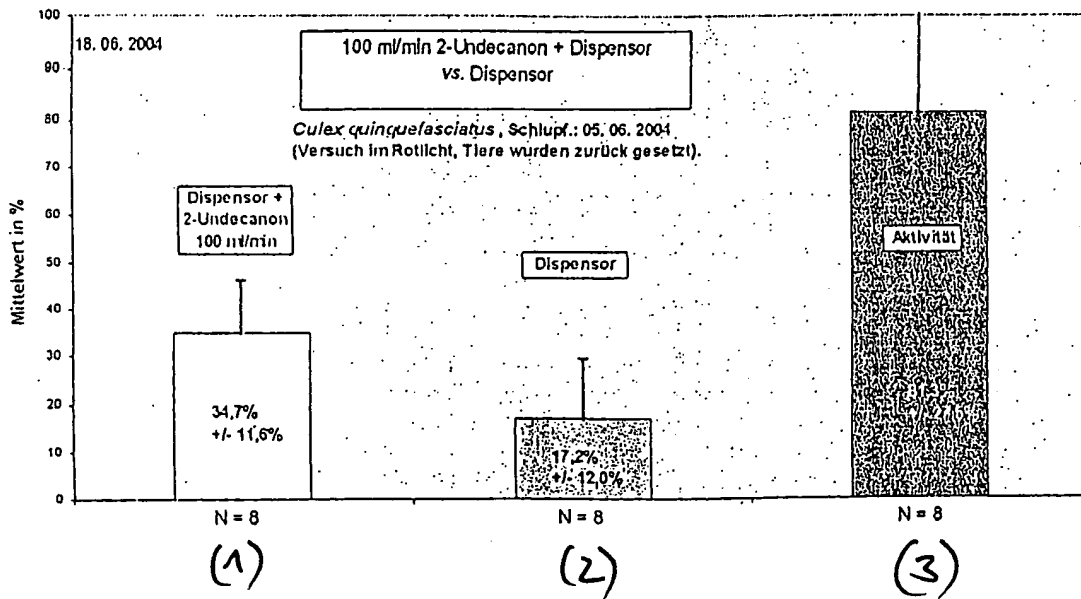 18. 06. 2004
100 ml/min 2-Undecanon + Dispensor
vs. Dispensor
Culex quinquefasciatus, Schlupf.: 05. 06. 2004
(Versuch im Rotlicht, Tiere wurden zurück gesetzt).
Mittelwert in %
100
90
80
70
60
50
40
30
20
10
0
Dispensor +
2-Undecanon
100 ml/min
Dispensor
Aktivität
34,7%
+/- 11,6%
17,2%
+/- 12,0%
N = 8
N = 8
N = 8
(1)
(2)
(3)